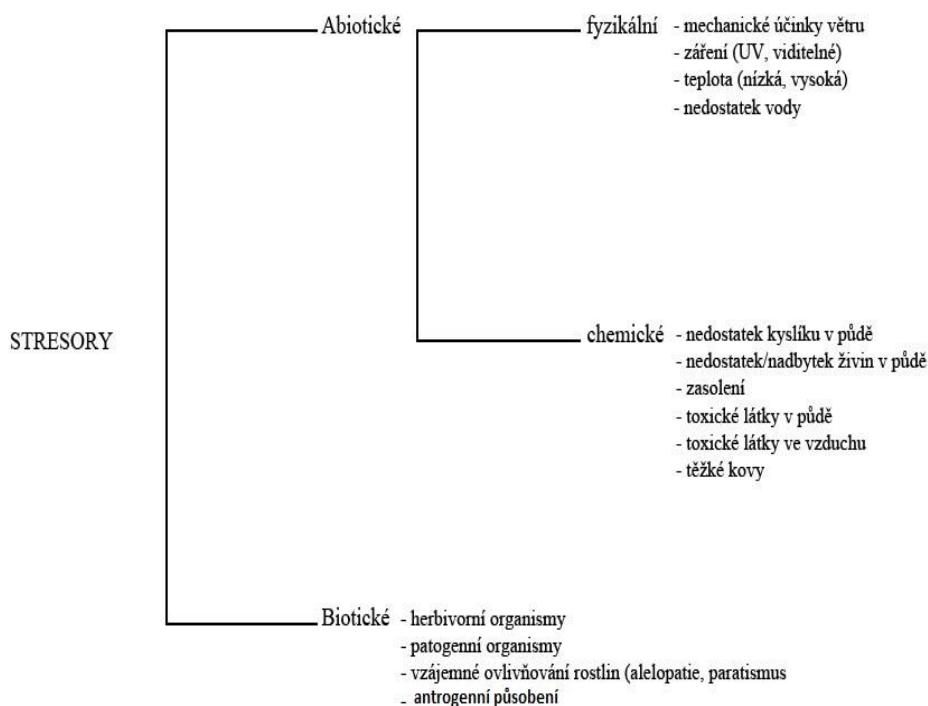 Abiotické
fyzikální
- mechanické účinky větru
- záření (UV, viditelné)
- teplota (nízká, vysoká)
- nedostatek vody
STRESORY
chemické
- nedostatek kyslíku v půdě
- nedostatek/nadbytek živin v půdě
- zasolení
- toxické látky v půdě
- toxické látky ve vzduchu
- těžké kovy
Biotické
- herbivorní organismy
- patogenní organismy
- vzájemné ovlivňování rostlin (alelopatie, paratismus
- antrogenní působení